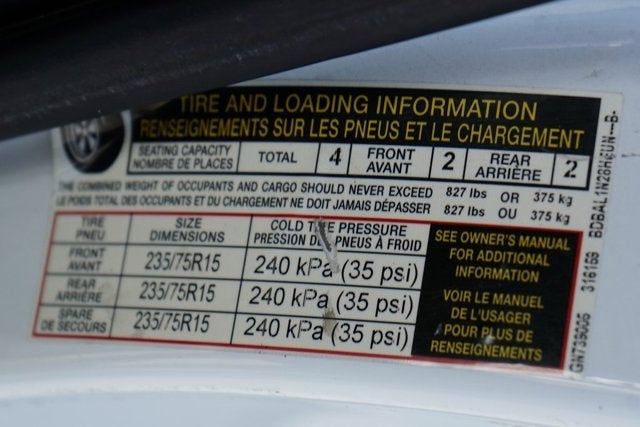 TIRE AND LOADING INFORMATION
RENSEIGNEMENTS SUR LES PNEUS ET LE CHARGEMENT
SEATING CAPACITY
NOMBRE DE PLACES
TOTAL 4
FRONT
AVANT
2
REAR
ARRIÈRE
2
THE COMBINED WEIGHT OF OCCUPANTS AND CARGO SHOULD NEVER EXCEED 827 lbs OR 375 kg
LE POIDS TOTAL DES OCCUPANTS ET DU CHARGEMENT NE DOIT JAMAIS DÉPASSER 827 lbs OU 375 kg
TIRE
PNEU
SIZE
DIMENSIONS
COLD TIRE PRESSURE
PRESSION DES PNEUS À FROID
FRONT
AVANT
235/75R15
240 kPa (35 psi)
REAR
ARRIÈRE
235/75R15
240 kPa (35 psi)
SPARE
DE SECOURS
235/75R15
240 kPa (35 psi)
SEE OWNER'S MANUAL
FOR ADDITIONAL
INFORMATION
VOIR LE MANUEL
DE L'USAGER
POUR PLUS DE
RENSEIGNEMENTS
316159